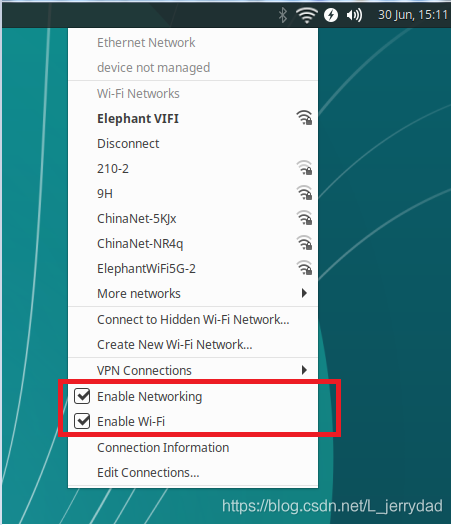 30 Jun, 15:11
Ethernet Network
device not managed
Wi-Fi Networks
Elephant VIFI
Disconnect
210-2
9H
ChinaNet-5KJx
ChinaNet-NR4q
ElephantWiFi5G-2
More networks
Connect to Hidden Wi-Fi Network...
Create New Wi-Fi Network...
VPN Connections
Enable Networking
Enable Wi-Fi
Connection Information
Edit Connections...
https://blog.csdn.net/L_jerrydad